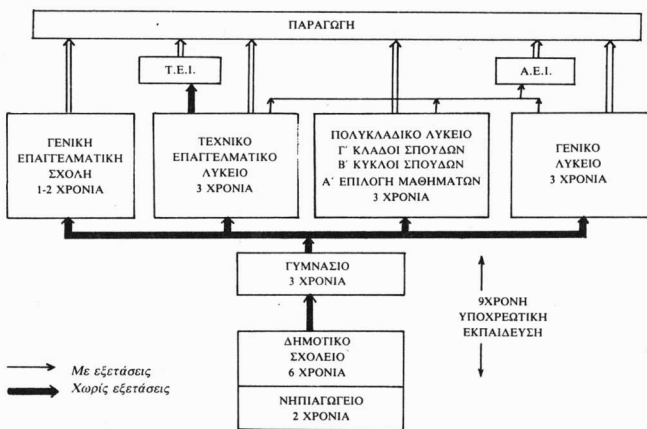 ΠΑΡΑΓΩΓΗ
Τ.Ε.Ι.
Α.Ε.Ι.
ΓΕΝΙΚΗ
ΕΠΑΓΓΕΛΜΑΤΙΚΗ
ΣΧΟΛΗ
1-2 ΧΡΟΝΙΑ
ΤΕΧΝΙΚΟ
ΕΠΑΓΓΕΛΜΑΤΙΚΟ
ΛΥΚΕΙΟ
3 ΧΡΟΝΙΑ
ΠΟΛΥΚΛΑΔΙΚΟ ΛΥΚΕΙΟ
Γ΄ ΚΛΑΔΟΙ ΣΠΟΥΔΩΝ
Β΄ ΚΥΚΛΟΙ ΣΠΟΥΔΩΝ
Α΄ ΕΠΙΛΟΓΗ ΜΑΘΗΜΑΤΩΝ
3 ΧΡΟΝΙΑ
ΓΕΝΙΚΟ
ΛΥΚΕΙΟ
3 ΧΡΟΝΙΑ
ΓΥΜΝΑΣΙΟ
3 ΧΡΟΝΙΑ
9ΧΡΟΝΗ
ΥΠΟΧΡΕΩΤΙΚΗ
ΕΚΠΑΙΔΕΥΣΗ
ΔΗΜΟΤΙΚΟ
ΣΧΟΛΕΙΟ
6 ΧΡΟΝΙΑ
ΝΗΠΙΑΓΩΓΕΙΟ
2 ΧΡΟΝΙΑ
Με εξετάσεις
Χωρίς εξετάσεις